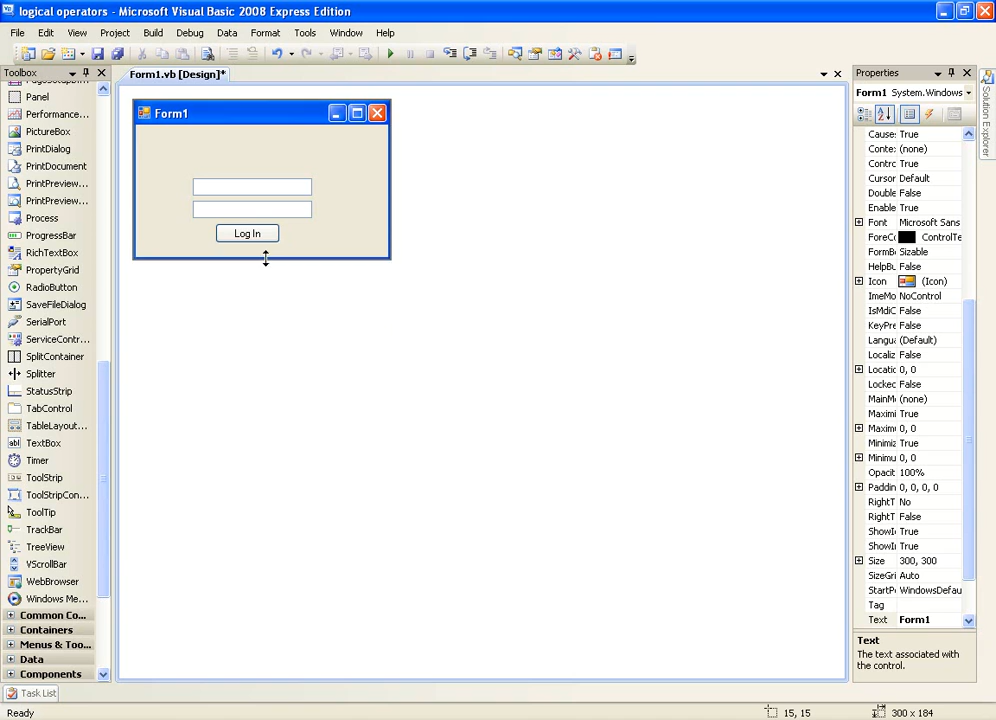 logical operators - Microsoft Visual Basic 2008 Express Edition
File Edit View Project Build Debug Data Format Tools Window Help
Toolbox
Form1.vb [Design]*
Properties
Panel
Performance...
PictureBox
PrintDialog
PrintDocument
PrintPreview...
PrintPreview...
Process
ProgressBar
RichTextBox
PropertyGrid
RadioButton
SaveFileDialog
SerialPort
ServiceContr...
SplitContainer
Splitter
StatusStrip
TabControl
TableLayout...
TextBox
Timer
ToolStrip
ToolStripCon...
ToolTip
TrackBar
TreeView
VScrollBar
WebBrowser
Windows Me...
Common Co...
Containers
Menus & Too...
Data
Components
Form1
Log In
Form1 System.Windows
Cause: True
Conte: (none)
Contrc True
Cursor Default
Double False
Enable True
Font Microsoft Sans
ForeCo ControlTe
FormB Sizable
HelpBu False
Icon (Icon)
ImeMo NoControl
IsMdiC False
KeyPre False
Langua (Default)
Localiz False
Locatic 0, 0
Locked False
MainM (none)
Maximi True
Maximu 0, 0
Minimiz True
Minimu 0, 0
Opacit 100%
Paddin 0, 0, 0, 0
RightT No
RightT False
ShowI True
ShowI True
Size 300, 300
SizeGri Auto
StartP WindowsDefau
Tag
Text Form1
Text
The text associated with
the control.
Solution Explorer
Task List
Ready
15, 15
300 x 184